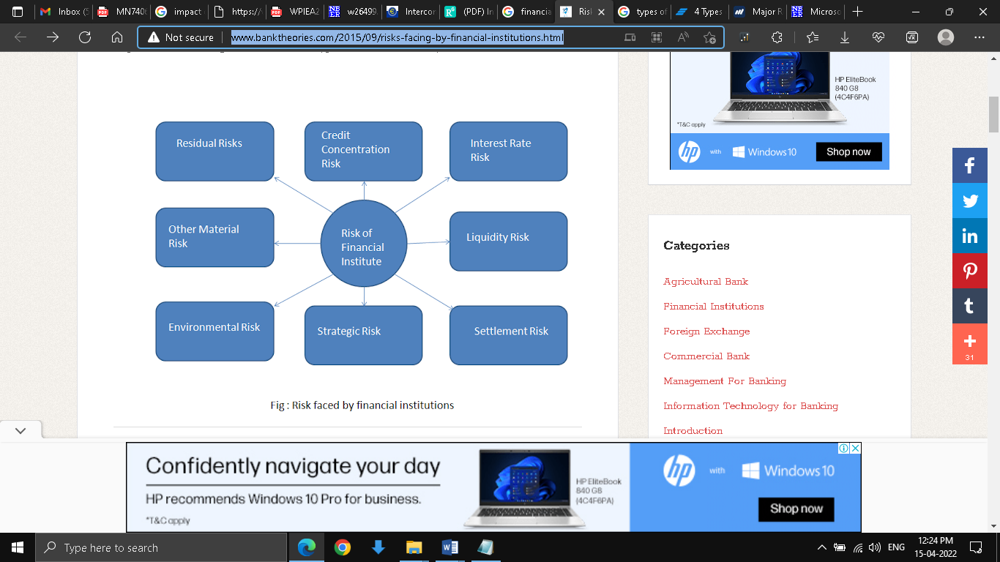 Inbox (5
MN740
impact
https://
WPIEA2
w26499.
Intercor
(PDF) In
financia
Risk
types of
4 Types
Major R
Microso
Not secure
www.banktheories.com/2015/09/risks-facing-by-financial-institutions.html
Residual Risks
Credit
Concentration
Risk
Interest Rate
Risk
Other Material
Risk
Risk of
Financial
Institute
Liquidity Risk
Environmental Risk
Strategic Risk
Settlement Risk
Fig : Risk faced by financial institutions
HP EliteBook
840 G8
(4C4F6PA)
*T&C apply
hp
with
Windows 10
Shop now
Categories
Agricultural Bank
Financial Institutions
Foreign Exchange
Commercial Bank
Management For Banking
Information Technology for Banking
Introduction
31
Confidently navigate your day
HP recommends Windows 10 Pro for business.
*T&C apply
HP EliteBook
840 G8
(4C4F6PA)
hp
with
Windows 10
Shop now
Type here to search
ENG
12:24 PM
15-04-2022